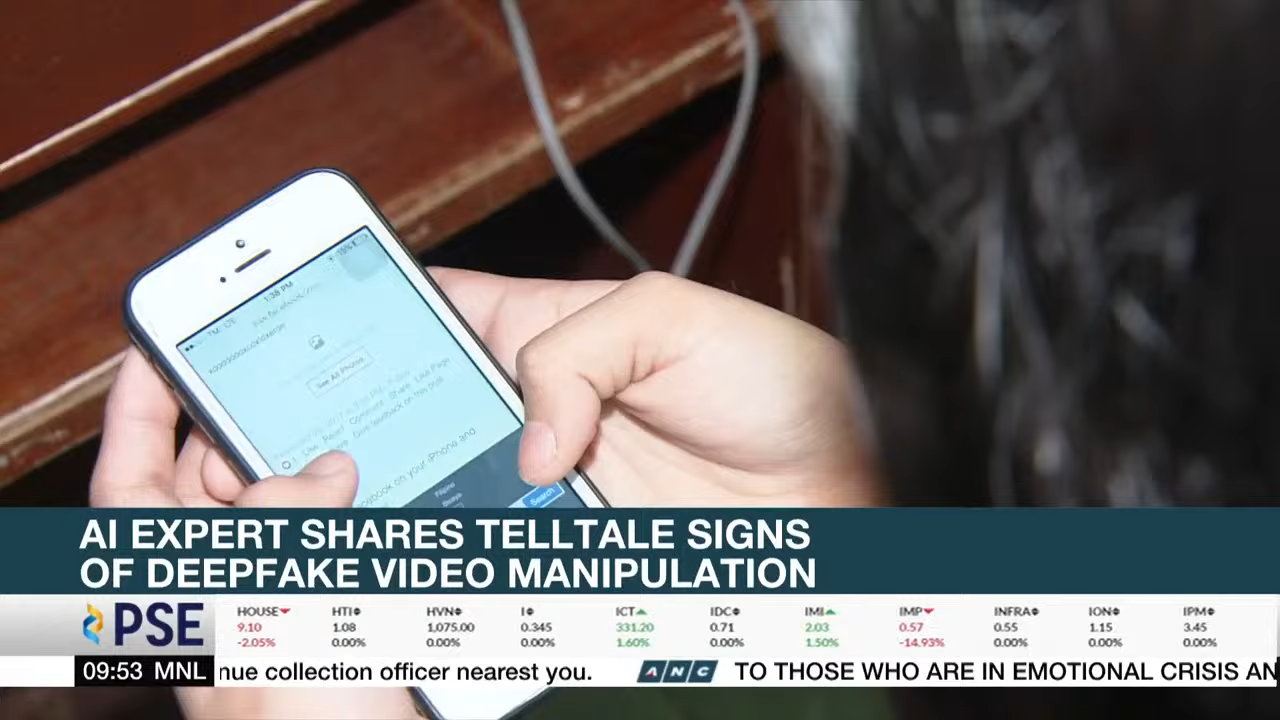 1:38 PM
See All Photos
Search
AI EXPERT SHARES TELLTALE SIGNS
OF DEEPFAKE VIDEO MANIPULATION
PSE
HOUSE HTI HVN I ICT IDC IMI IMP INFRA ION IPM
9.10 1.08 1,075.00 0.345 331.20 0.71 2.03 0.57 0.55 1.15 3.45
-2.05% 0.00% 0.00% 0.00% 1.60% 0.00% 1.50% -14.93% 0.00% 0.00% 0.00%
09:53 MNL nue collection officer nearest you. ANC TO THOSE WHO ARE IN EMOTIONAL CRISIS AN